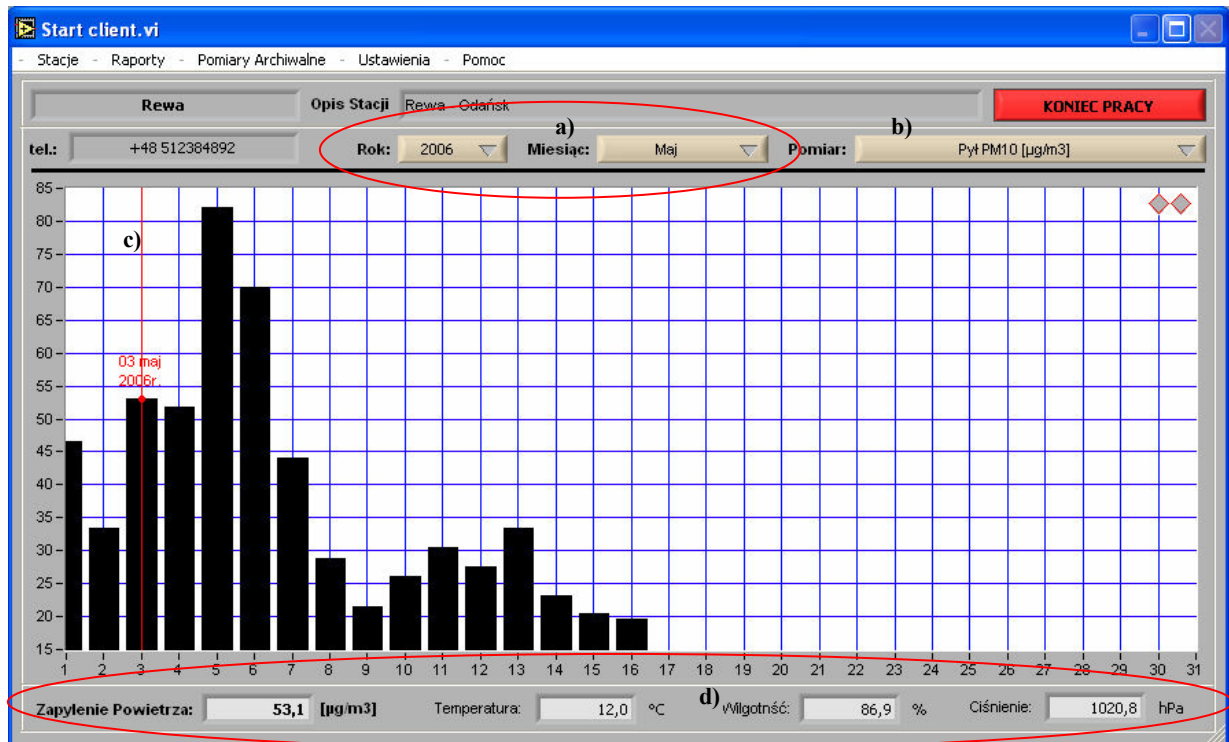 Start client.vi
- Stacje - Raporty - Pomiary Archiwalne - Ustawienia - Pomoc
Rewa Opis Stacji Rewa - Gdańsk KONIEC PRACY
a) b)
tel.: +48 512384892 Rok: 2006 Miesiąc: Maj Pomiar: Pył PM10 [µg/m3]
85
80
c)
75
70
65
60
03 maj
2006r.
55
50
45
40
35
30
25
20
15
1 2 3 4 5 6 7 8 9 10 11 12 13 14 15 16 17 18 19 20 21 22 23 24 25 26 27 28 29 30 31
Zapylenie Powietrza: 53,1 [µg/m3] Temperatura: 12,0 °C d) Wilgotnść: 86,9 % Ciśnienie: 1020,8 hPa